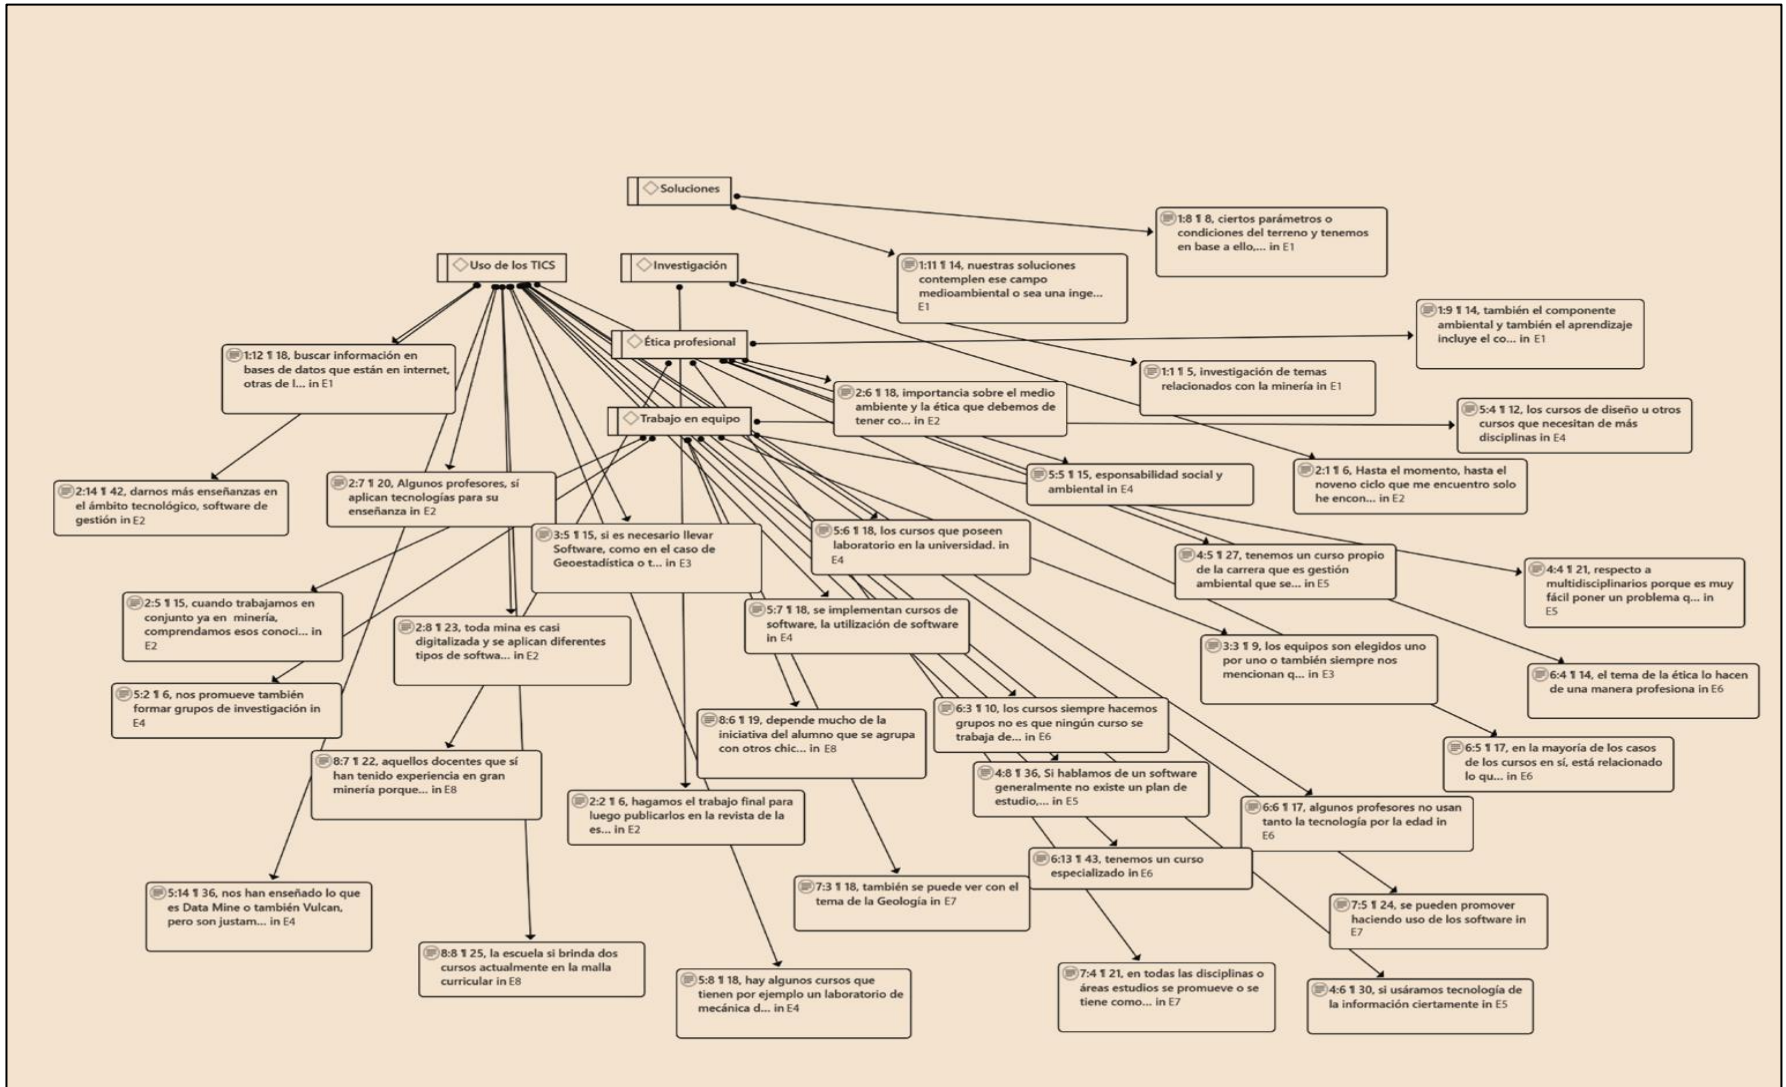 Soluciones
1:8 ¶ 8, ciertos parámetros o
condiciones del terreno y tenemos
en base a ello,... in E1
Uso de los TICS
Investigación
1:11 ¶ 14, nuestras soluciones
contemplen ese campo
medioambiental o sea una inge...
E1
1:9 ¶ 14, también el componente
ambiental y también el aprendizaje
incluye el co... in E1
Ética profesional
1:12 ¶ 18, buscar información en
bases de datos que están en internet,
otras de l... in E1
1:1 ¶ 5, investigación de temas
relacionados con la minería in E1
2:6 ¶ 18, importancia sobre el medio
ambiente y la ética que debemos de
tener co... in E2
5:4 ¶ 12, los cursos de diseño u otros
cursos que necesitan de más
disciplinas in E4
Trabajo en equipo
2:14 ¶ 42, darnos más enseñanzas en
el ámbito tecnológico, software de
gestión in E2
2:7 ¶ 20, Algunos profesores, sí
aplican tecnologías para su
enseñanza in E2
5:5 ¶ 15, esponsabilidad social y
ambiental in E4
2:1 ¶ 6, Hasta el momento, hasta el
noveno ciclo que me encuentro solo
he encon... in E2
3:5 ¶ 15, si es necesario llevar
Software, como en el caso de
Geoestadística o t... in E3
5:6 ¶ 18, los cursos que poseen
laboratorio en la universidad. in
E4
4:5 ¶ 27, tenemos un curso propio
de la carrera que es gestión
ambiental que se... in E5
4:4 ¶ 21, respecto a
multidisciplinarios porque es muy
fácil poner un problema q... in
E5
2:5 ¶ 15, cuando trabajamos en
conjunto ya en minería,
comprendamos esos conoci... in
E2
2:8 ¶ 23, toda mina es casi
digitalizada y se aplican diferentes
tipos de softwa... in E2
5:7 ¶ 18, se implementan cursos de
software, la utilización de software
in E4
3:3 ¶ 9, los equipos son elegidos uno
por uno o también siempre nos
mencionan q... in E3
6:4 ¶ 14, el tema de la ética lo hacen
de una manera profesiona in E6
5:2 ¶ 6, nos promueve también
formar grupos de investigación in
E4
8:6 ¶ 19, depende mucho de la
iniciativa del alumno que se agrupa
con otros chic... in E8
6:3 ¶ 10, los cursos siempre hacemos
grupos no es que ningún curso se
trabaja de... in E6
6:5 ¶ 17, en la mayoría de los casos
de los cursos en sí, está relacionado
lo qu... in E6
8:7 ¶ 22, aquellos docentes que sí
han tenido experiencia en gran
minería porque... in E8
4:8 ¶ 36, Si hablamos de un software
generalmente no existe un plan de
estudio,... in E5
2:2 ¶ 6, hagamos el trabajo final para
luego publicarlos en la revista de la
es... in E2
6:6 ¶ 17, algunos profesores no usan
tanto la tecnología por la edad in
E6
6:13 ¶ 43, tenemos un curso
especializado in E6
5:14 ¶ 36, nos han enseñado lo que
es Data Mine o también Vulcan,
pero son justam... in E4
7:3 ¶ 18, también se puede ver con el
tema de la Geología in E7
7:5 ¶ 24, se pueden promover
haciendo uso de los software in
E7
8:8 ¶ 25, la escuela si brinda dos
cursos actualmente en la malla
curricular in E8
5:8 ¶ 18, hay algunos cursos que
tienen por ejemplo un laboratorio de
mecánica d... in E4
7:4 ¶ 21, en todas las disciplinas o
áreas estudios se promueve o se
tiene como... in E7
4:6 ¶ 30, si usáramos tecnología de
la información ciertamente in E5